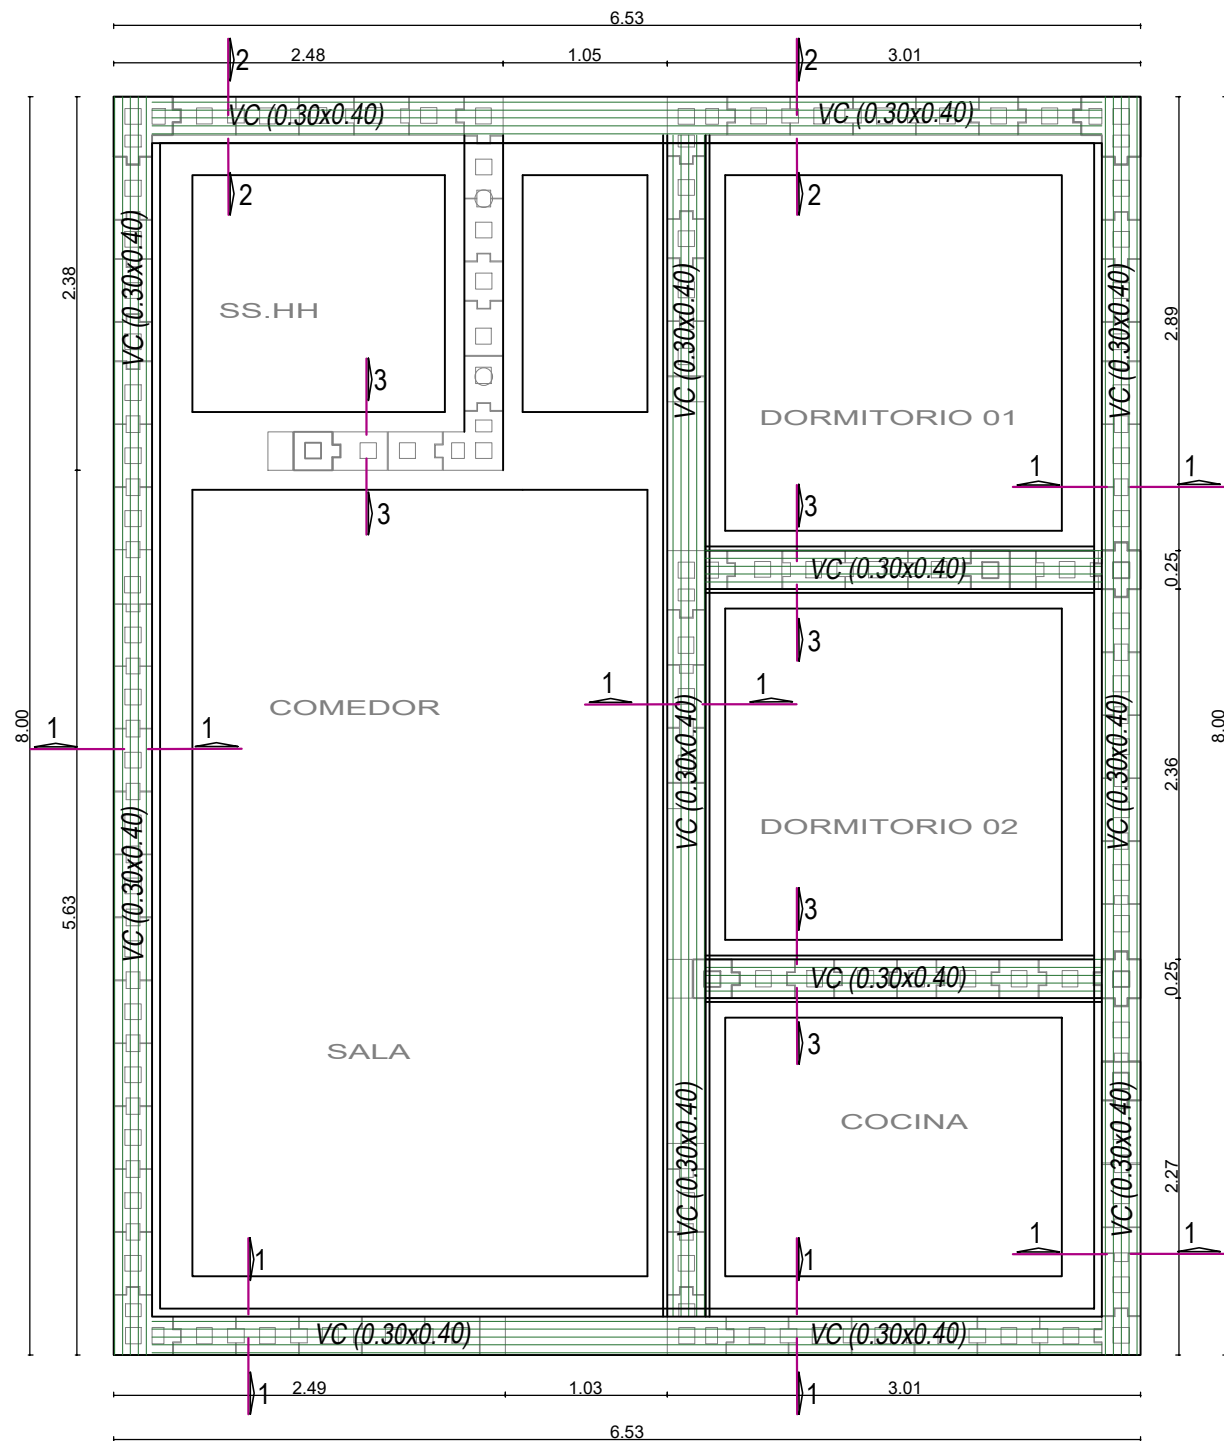 6.53
2.48 1.05 3.01
2 2
VC (0.30x0.40) VC (0.30x0.40)
2 2
VC (0.30x0.40) VC (0.30x0.40) VC (0.30x0.40)
2.38
SS.HH
2.89
3
DORMITORIO 01
1 1
3 3
VC (0.30x0.40)
0.25
3
1 1
COMEDOR
VC (0.30x0.40) VC (0.30x0.40)
8.00
1 1
8.00
2.36
DORMITORIO 02
VC (0.30x0.40)
5.63
3
VC (0.30x0.40)
0.25
3
SALA
COCINA
VC (0.30x0.40) VC (0.30x0.40)
2.27
1 1
1 1
VC (0.30x0.40) VC (0.30x0.40)
2.49 1 1.03 1 3.01
6.53